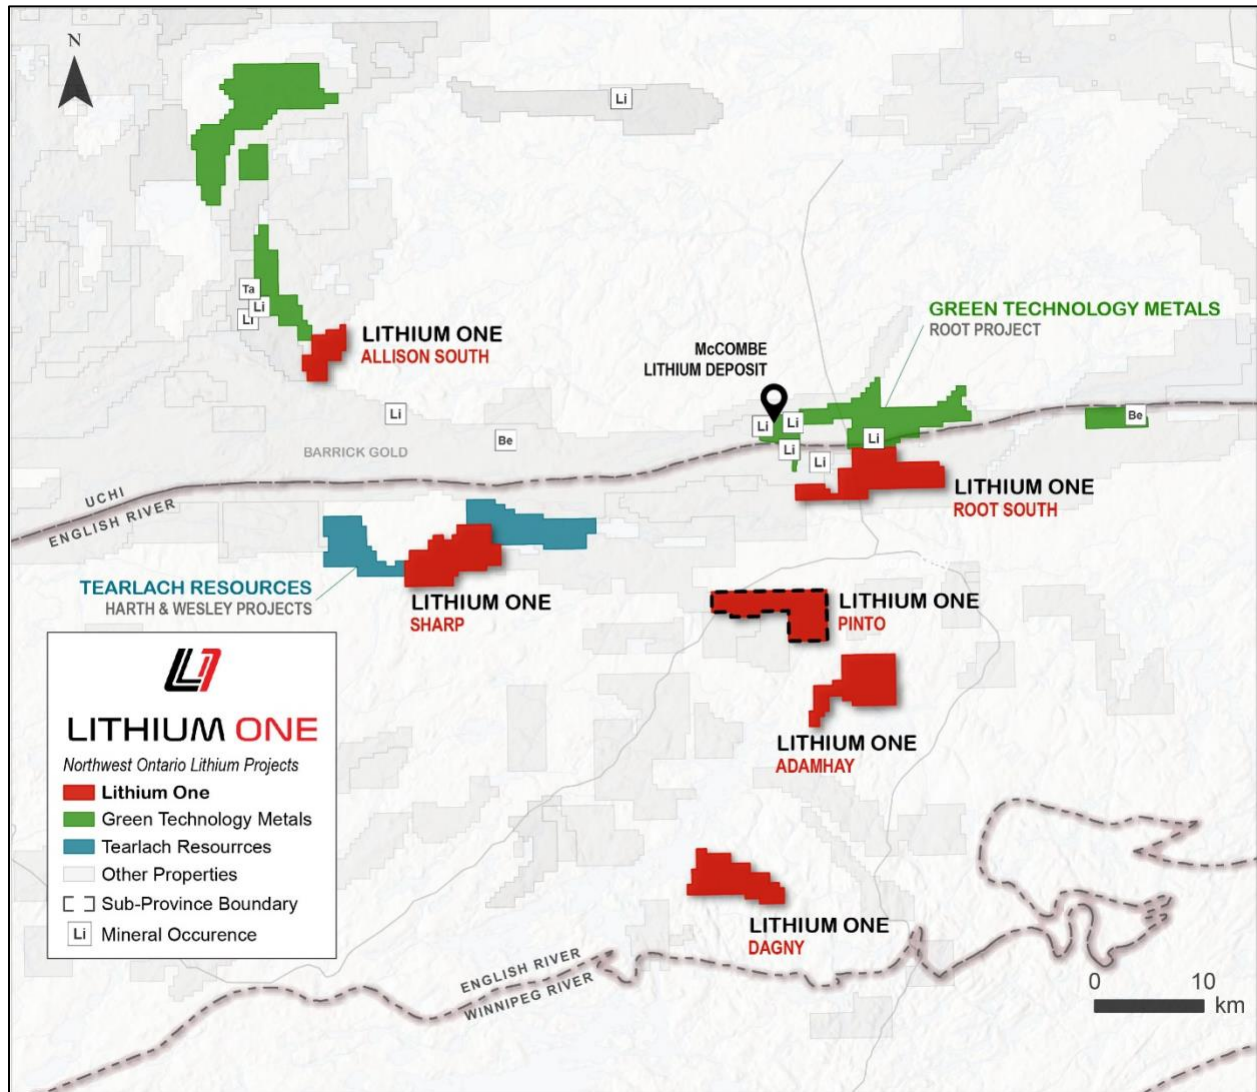 N
Li
Ta
Li
Li
LITHIUM ONE
ALLISON SOUTH
GREEN TECHNOLOGY METALS
ROOT PROJECT
McCOMBE
LITHIUM DEPOSIT
Li
Be
BARRICK GOLD
Li
Li
Li
Li
Li
Be
UCHI
ENGLISH RIVER
LITHIUM ONE
ROOT SOUTH
TEARLACH RESOURCES
HARTH & WESLEY PROJECTS
LITHIUM ONE
SHARP
LITHIUM ONE
PINTO
LITHIUM ONE
ADAMHAY
LITHIUM ONE
DAGNY
LITHIUM ONE
Northwest Ontario Lithium Projects
Lithium One
Green Technology Metals
Tearlach Resourrces
Other Properties
Sub-Province Boundary
Li Mineral Occurence
ENGLISH RIVER
WINNIPEG RIVER
0 10
km